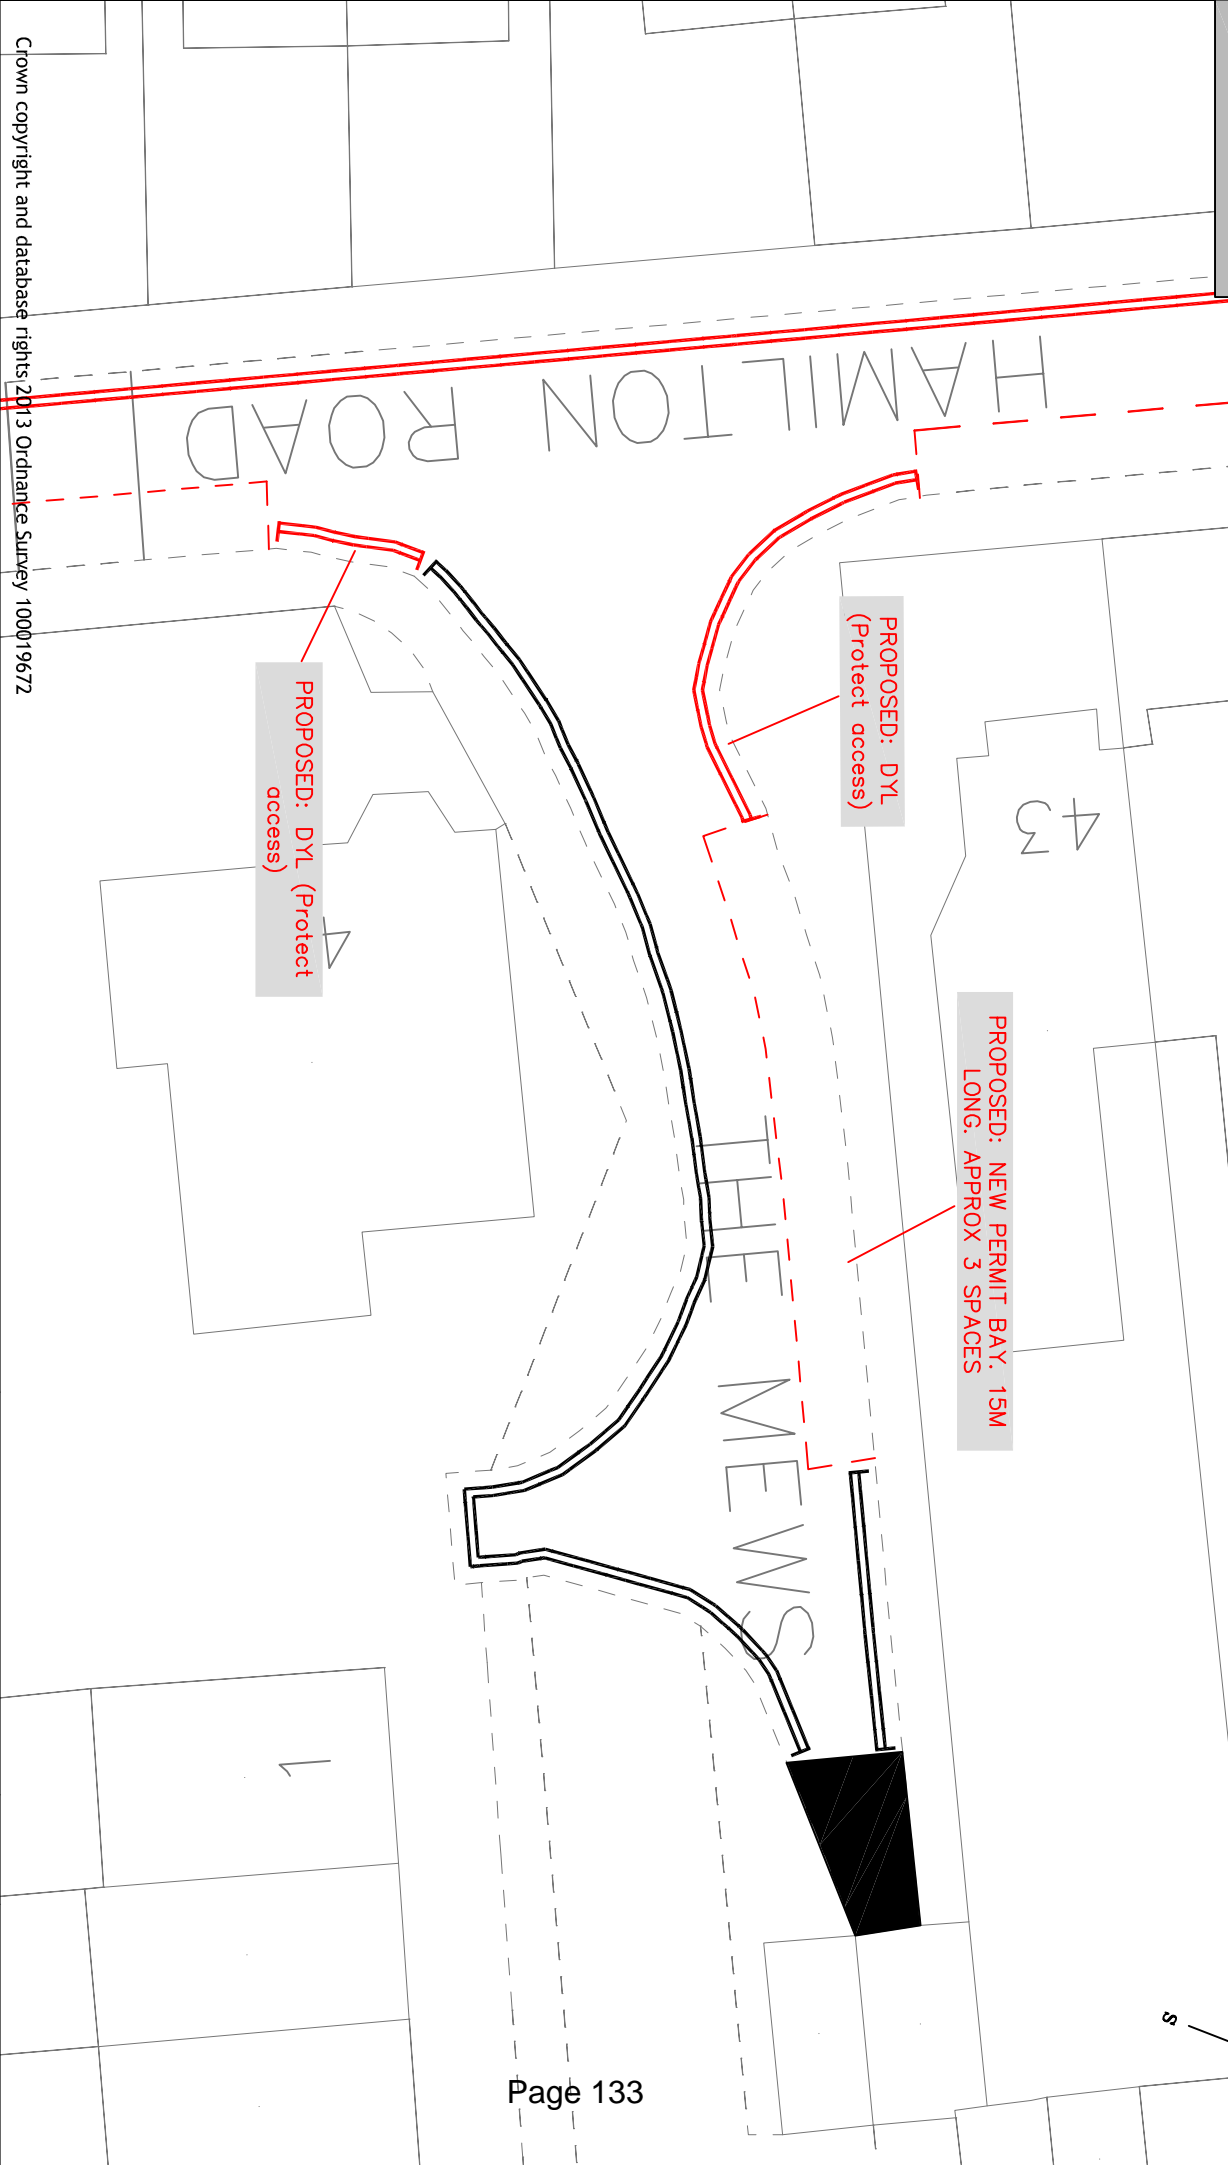 Crown copyright and database rights 2013 Ordnance Survey 100019672
HAMILTON ROAD
PROPOSED: DYL
(Protect access)
PROPOSED: DYL (Protect
access)
43
4
PROPOSED: NEW PERMIT BAY. 15M
LONG. APPROX 3 SPACES
THE MEWS
1
S
Page 133